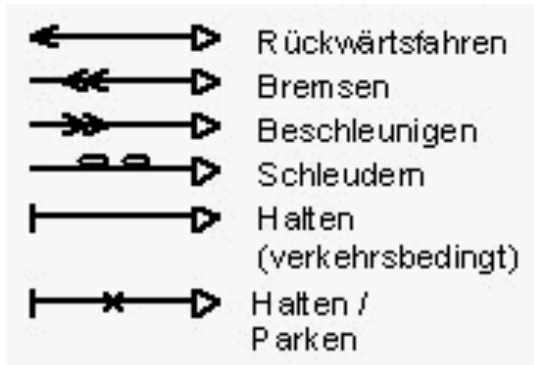 Rückwärtsfahren
Bremsen
Beschleunigen
Schleudern
Halten
(verkehrsbedingt)
Halten /
Parken